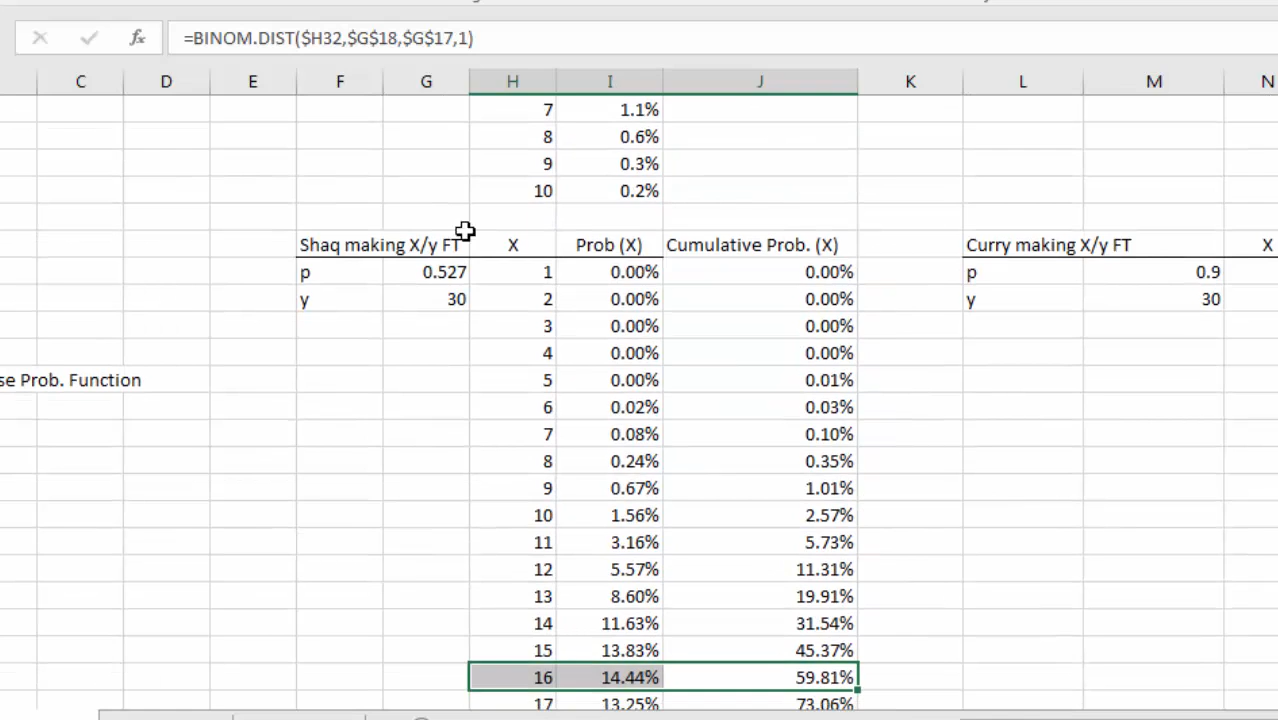 fx =BINOM.DIST($H32,$G$18,$G$17,1)
C D E F G H I J K L M N
7 1.1%
8 0.6%
9 0.3%
10 0.2%
Shaq making X/y FT X Prob (X) Cumulative Prob. (X) Curry making X/y FT X
p 0.527 1 0.00% 0.00% p 0.9
y 30 2 0.00% 0.00% y 30
3 0.00% 0.00%
4 0.00% 0.00%
se Prob. Function 5 0.00% 0.01%
6 0.02% 0.03%
7 0.08% 0.10%
8 0.24% 0.35%
9 0.67% 1.01%
10 1.56% 2.57%
11 3.16% 5.73%
12 5.57% 11.31%
13 8.60% 19.91%
14 11.63% 31.54%
15 13.83% 45.37%
16 14.44% 59.81%
17 13.25% 73.06%